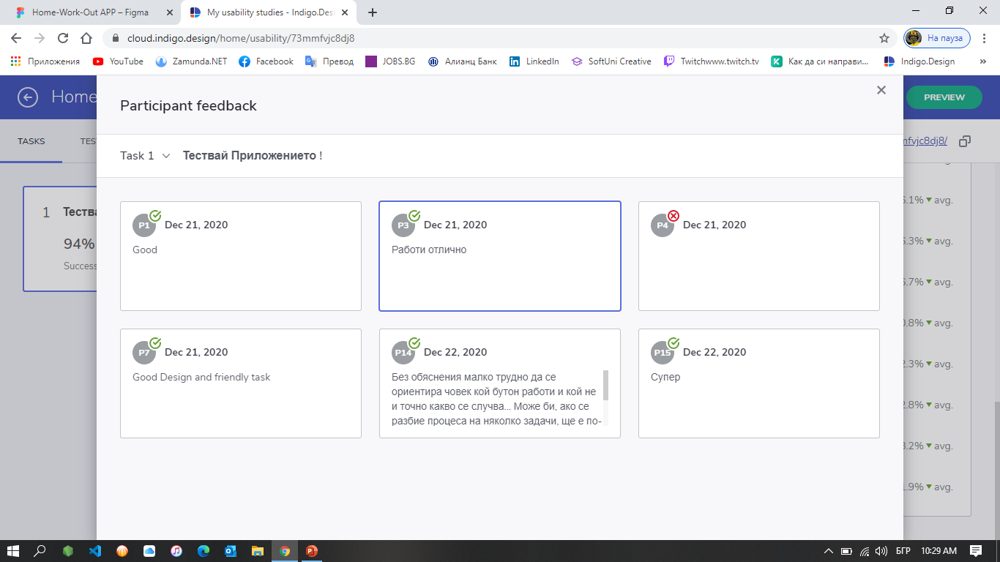 Home-Work-Out APP – Figma
My usability studies - Indigo.Desi
cloud.indigo.design/home/usability/73mmfvjc8dj8
На пауза
Приложения
YouTube
Zamunda.NET
Facebook
Превод
JOBS.BG
Алианц Банк
LinkedIn
SoftUni Creative
Twitchwww.twitch.tv
Как да си направи...
Indigo.Design
»
Home
PREVIEW
Participant feedback
TASKS
TES
mfvjc8dj8/
Task 1
Тествай Приложението !
1
Тества
94%
Success
P1
Dec 21, 2020
Good
P3
Dec 21, 2020
Работи отлично
P4
Dec 21, 2020
P7
Dec 21, 2020
Good Design and friendly task
P14
Dec 22, 2020
Без обяснения малко трудно да се
ориентира човек кой бутон работи и кой не
и точно какво се случва... Може би, ако се
разбие процеса на няколко задачи, ще е по-
P15
Dec 22, 2020
Супер
.1% avg.
.3% avg.
.7% avg.
.8% avg.
.3% avg.
.8% avg.
.2% avg.
.9% avg.
БГР
10:29 AM